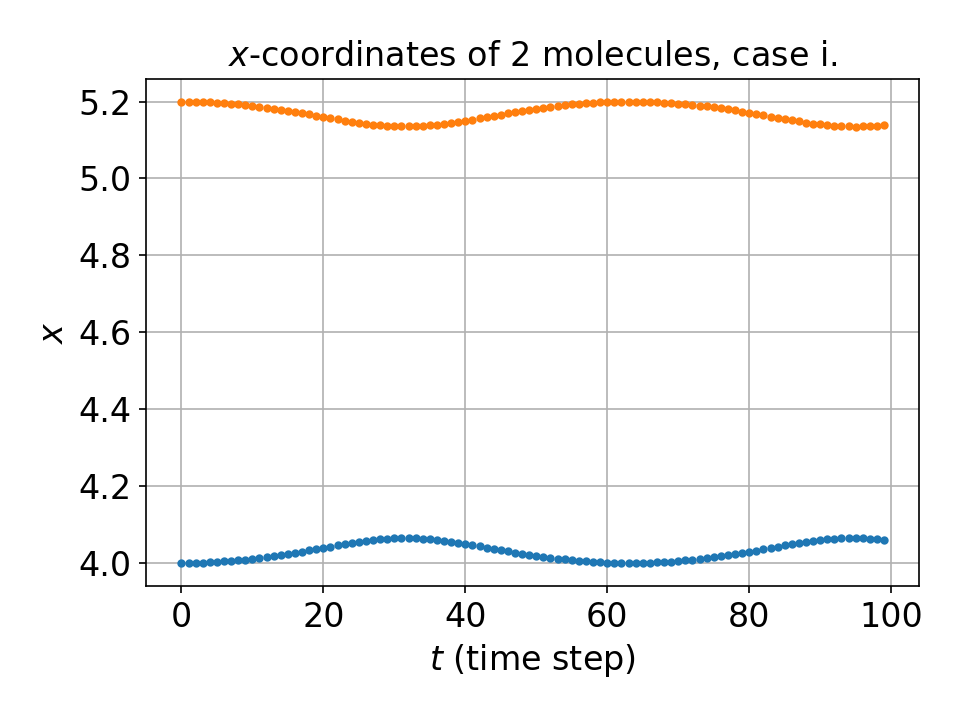 x-coordinates of 2 molecules, case i.
5.2
5.0
4.8
4.6
4.4
4.2
4.0
x
0 20 40 60 80 100
t (time step)